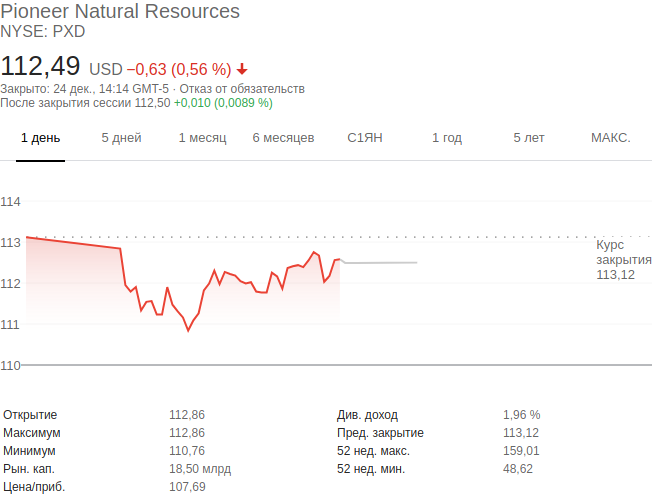 Pioneer Natural Resources
NYSE: PXD
112,49 USD −0,63 (0,56 %)
Закрыто: 24 дек., 14:14 GMT-5 · Отказ от обязательств
После закрытия сессии 112,50 +0,010 (0,0089 %)
1 день 5 дней 1 месяц 6 месяцев С1ЯН 1 год 5 лет МАКС.
114
113
112
111
110
Курс
закрытия
113,12
Открытие 112,86 Див. доход 1,96 %
Максимум 112,86 Пред. закрытие 113,12
Минимум 110,76 52 нед. макс. 159,01
Рын. кап. 18,50 млрд 52 нед. мин. 48,62
Цена/приб. 107,69